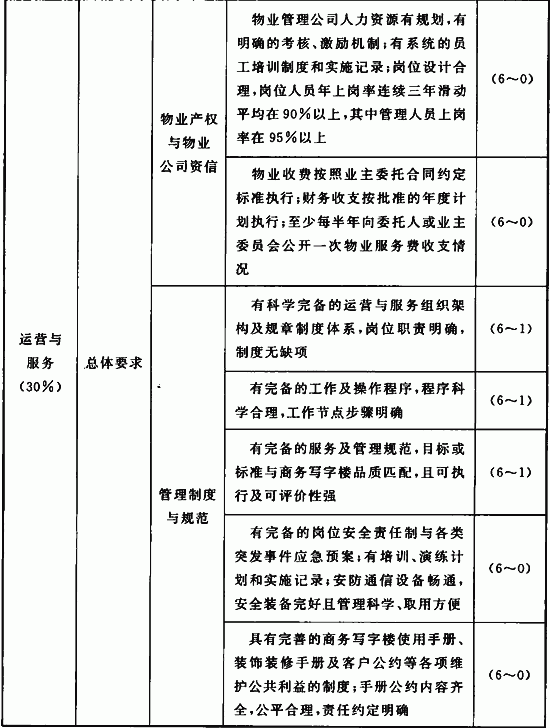 运营与
服务
(30%)
总体要求
物业产权
与物业
公司资信
物业管理公司人力资源有规划,有
明确的考核、激励机制;有系统的员
工培训制度和实施记录;岗位设计合
理,岗位人员年上岗率连续三年滑动
平均在90%以上,其中管理人员上岗
率在95%以上
(6~0)
物业收费按照业主委托合同约定
标准执行;财务收支按批准的年度计
划执行;至少每半年向委托人或业主
委员会公开一次物业服务费收支情
况
(6~0)
管理制度
与规范
有科学完备的运营与服务组织架
构及规章制度体系,岗位职责明确,
制度无缺项
(6~1)
有完备的工作及操作程序,程序科
学合理,工作节点步骤明确
(6~1)
有完备的服务及管理规范,目标或
标准与商务写字楼品质匹配,且可执
行及可评价性强
(6~1)
有完备的岗位安全责任制与各类
突发事件应急预案;有培训、演练计
划和实施记录;安防通信设备畅通,
安全装备完好且管理科学、取用方便
(6~0)
具有完善的商务写字楼使用手册、
装饰装修手册及客户公约等各项维
护公共利益的制度;手册公约内容齐
全,公平合理,责任约定明确
(6~0)